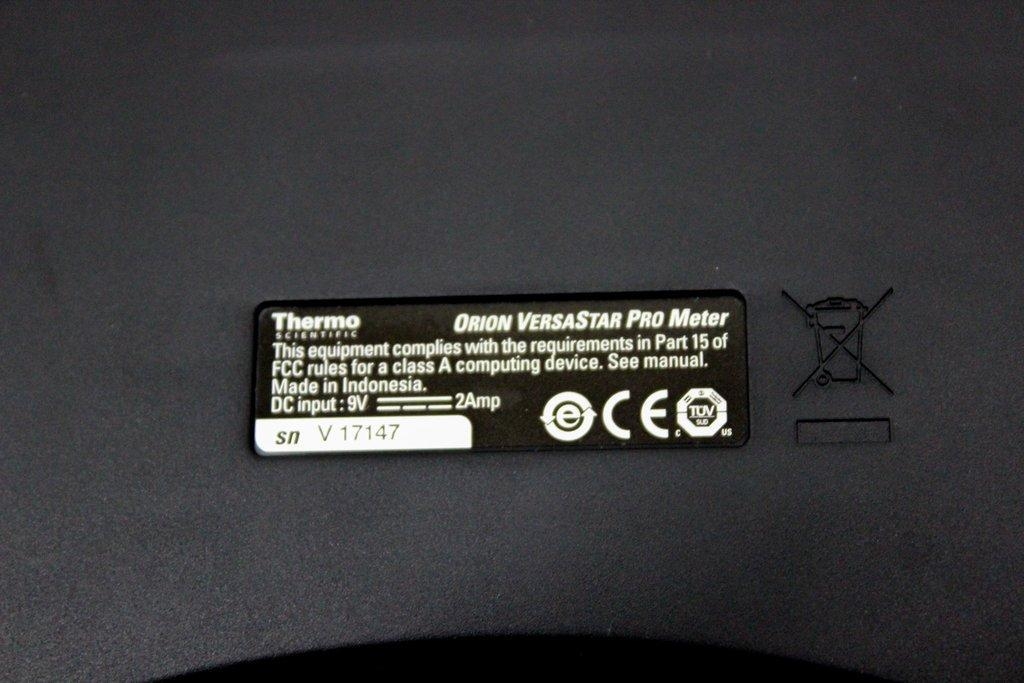 Thermo
SCIENTIFIC
ORION VERSASTAR PRO Meter
This equipment complies with the requirements in Part 15 of
FCC rules for a class A computing device. See manual.
Made in Indonesia.
DC input : 9V 2Amp
e CE c TÜV SÜD US
sn V 17147